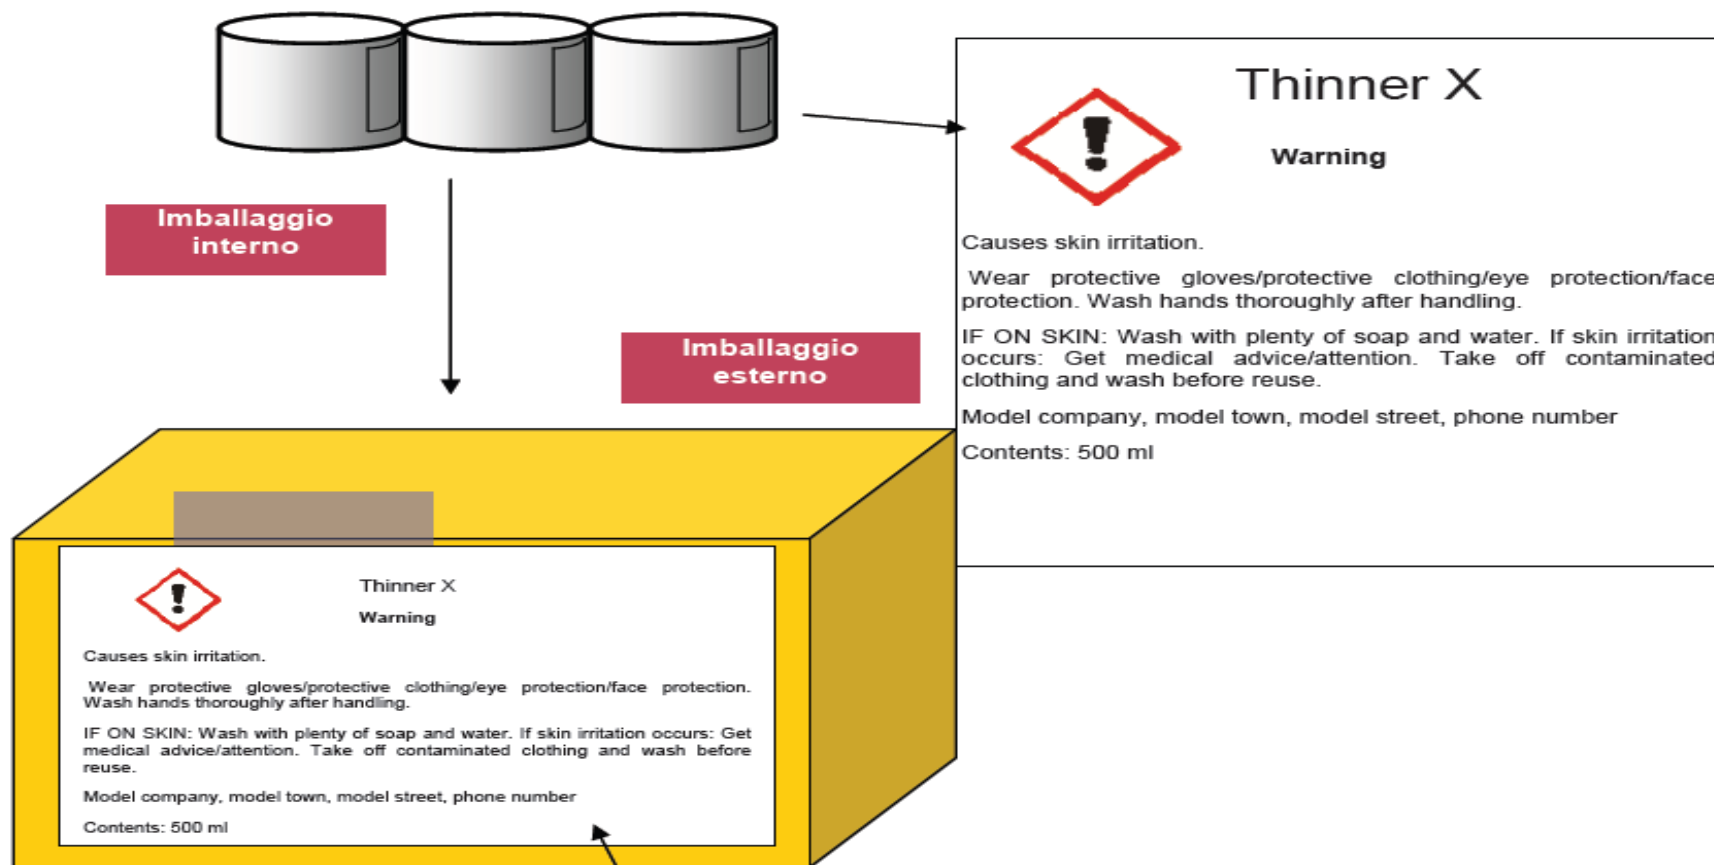 Thinner X
Warning
Causes skin irritation.
Wear protective gloves/protective clothing/eye protection/face
protection. Wash hands thoroughly after handling.
IF ON SKIN: Wash with plenty of soap and water. If skin irritation
occurs: Get medical advice/attention. Take off contaminated
clothing and wash before reuse.
Model company, model town, model street, phone number
Contents: 500 ml
Imballaggio
interno
Imballaggio
esterno
Thinner X
Warning
Causes skin irritation.
Wear protective gloves/protective clothing/eye protection/face protection.
Wash hands thoroughly after handling.
IF ON SKIN: Wash with plenty of soap and water. If skin irritation occurs: Get
medical advice/attention. Take off contaminated clothing and wash before
reuse.
Model company, model town, model street, phone number
Contents: 500 ml